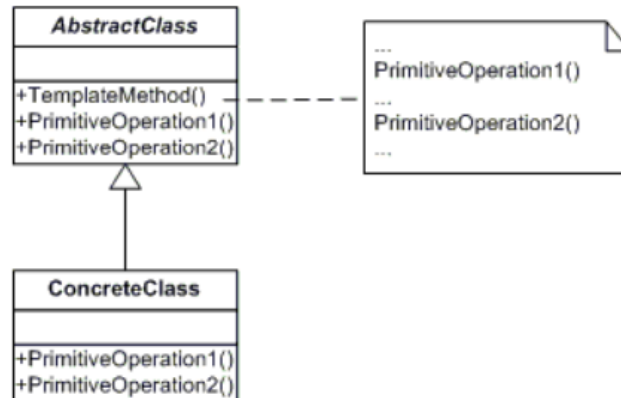 AbstractClass
+TemplateMethod()
+PrimitiveOperation1()
+PrimitiveOperation2()
...
PrimitiveOperation1()
...
PrimitiveOperation2()
...
ConcreteClass
+PrimitiveOperation1()
+PrimitiveOperation2()